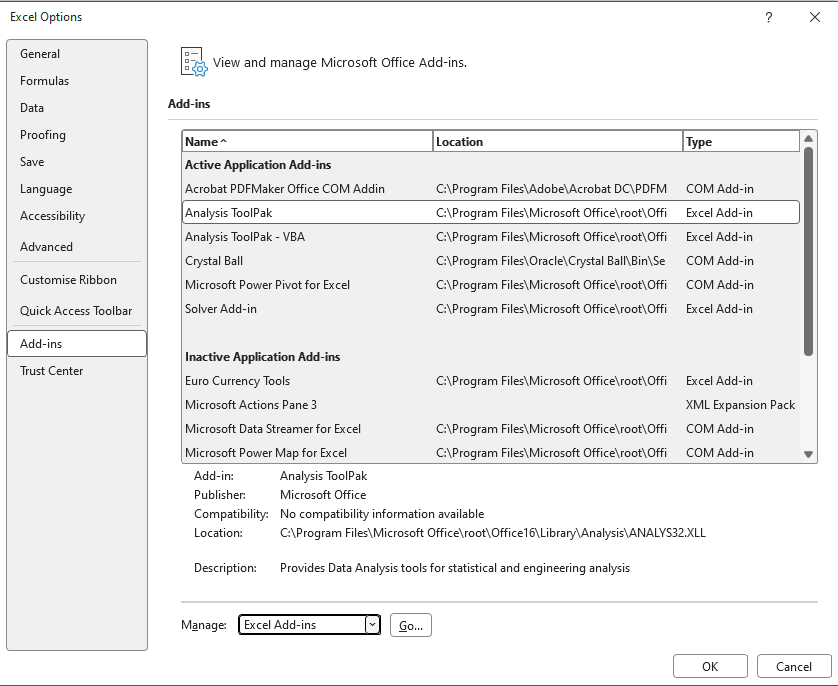 Excel Options
?
General
Formulas
Data
Proofing
Save
Language
Accessibility
Advanced
Customise Ribbon
Quick Access Toolbar
Add-ins
Trust Center
View and manage Microsoft Office Add-ins.
Add-ins
Name Location Type
Active Application Add-ins
Acrobat PDFMaker Office COM Addin C:\Program Files\Adobe\Acrobat DC\PDFM COM Add-in
Analysis ToolPak C:\Program Files\Microsoft Office\root\Offi Excel Add-in
Analysis ToolPak - VBA C:\Program Files\Microsoft Office\root\Offi Excel Add-in
Crystal Ball C:\Program Files\Oracle\Crystal Ball\Bin\Se COM Add-in
Microsoft Power Pivot for Excel C:\Program Files\Microsoft Office\root\Offi COM Add-in
Solver Add-in C:\Program Files\Microsoft Office\root\Offi Excel Add-in
Inactive Application Add-ins
Euro Currency Tools C:\Program Files\Microsoft Office\root\Offi Excel Add-in
Microsoft Actions Pane 3 XML Expansion Pack
Microsoft Data Streamer for Excel C:\Program Files\Microsoft Office\root\Offi COM Add-in
Microsoft Power Map for Excel C:\Program Files\Microsoft Office\root\Offi COM Add-in
Add-in: Analysis ToolPak
Publisher: Microsoft Office
Compatibility: No compatibility information available
Location: C:\Program Files\Microsoft Office\root\Office16\Library\Analysis\ANALYS32.XLL
Description: Provides Data Analysis tools for statistical and engineering analysis
Manage: Excel Add-ins Go...
OK Cancel